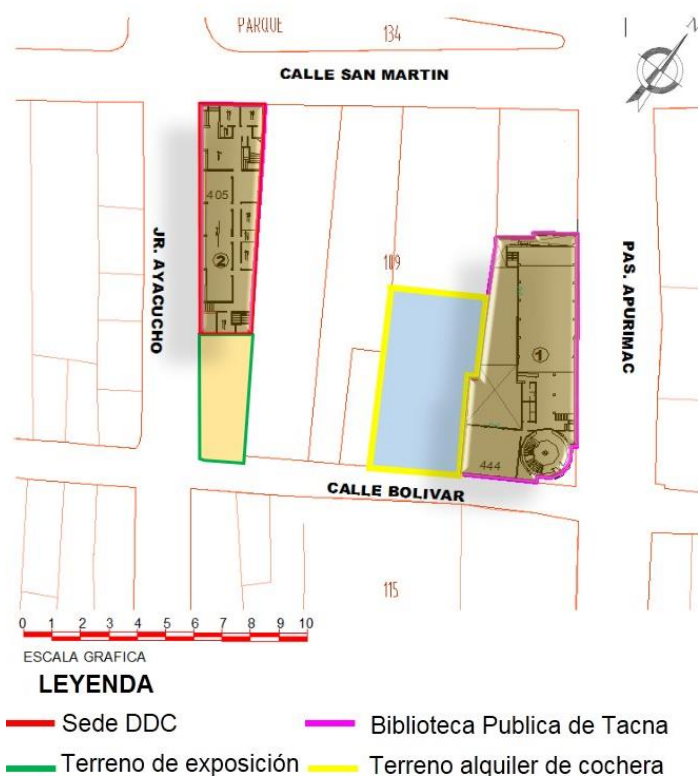 PARQUE
134
N
CALLE SAN MARTIN
JR. AYACUCHO
405
2
109
PAS. APURIMAC
1
444
CALLE BOLIVAR
115
0 1 2 3 4 5 6 7 8 9 10
ESCALA GRAFICA
LEYENDA
Sede DDC
Biblioteca Publica de Tacna
Terreno de exposición
Terreno alquiler de cochera